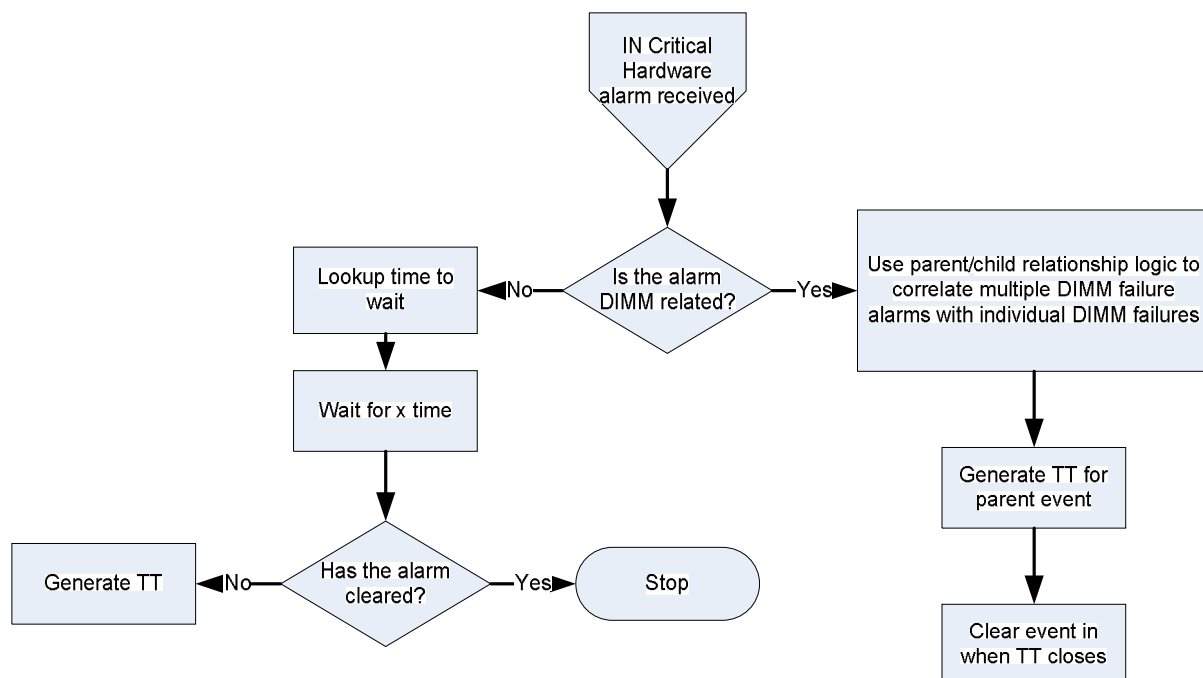 IN Critical
Hardware
alarm received
Is the alarm
DIMM related?
No
Yes
Lookup time to
wait
Use parent/child relationship logic to
correlate multiple DIMM failure
alarms with individual DIMM failures
Wait for x time
Generate TT for
parent event
Has the alarm
cleared?
No
Yes
Generate TT
Stop
Clear event in
when TT closes